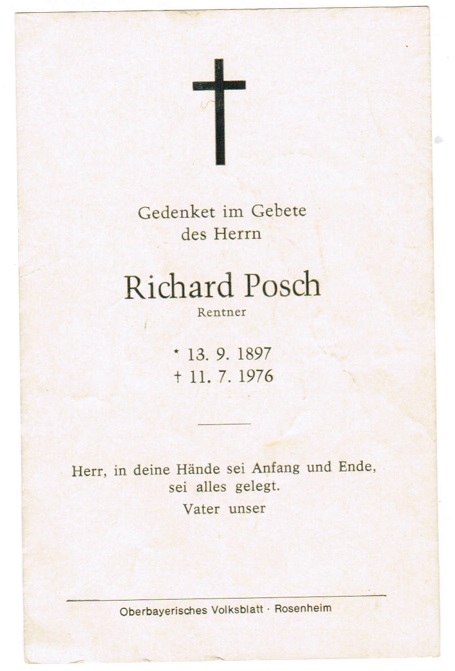 Gedenket im Gebete
des Herrn
Richard Posch
Rentner
* 13. 9. 1897
† 11. 7. 1976
Herr, in deine Hände sei Anfang und Ende,
sei alles gelegt.
Vater unser
Oberbayerisches Volksblatt · Rosenheim